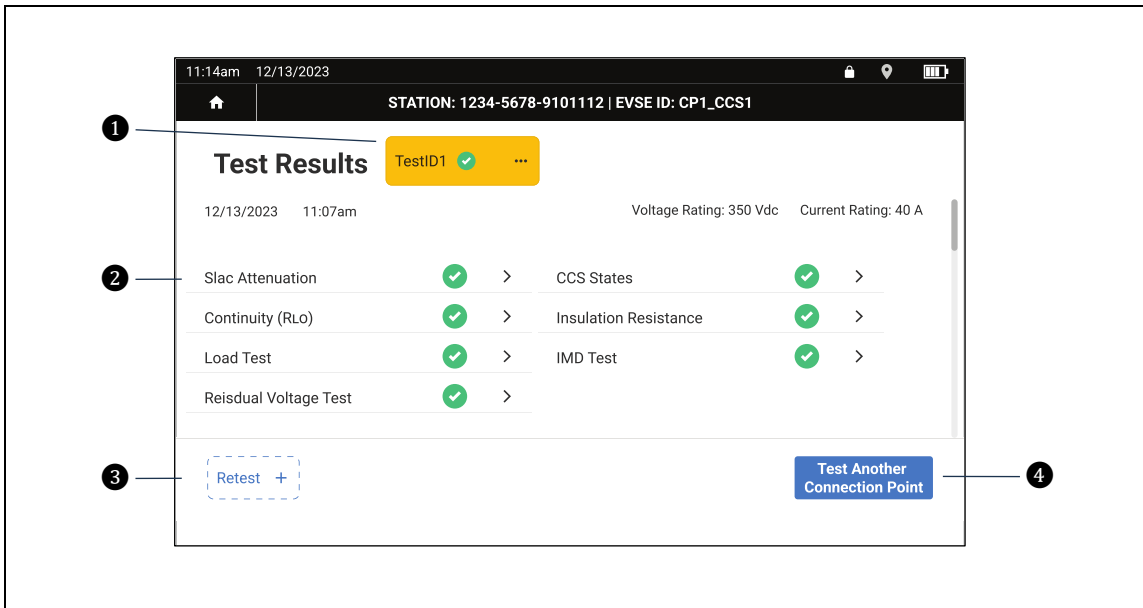 11:14am 12/13/2023
STATION: 1234-5678-9101112 | EVSE ID: CP1_CCS1
1
Test Results
TestID1 ...
12/13/2023 11:07am
Voltage Rating: 350 Vdc Current Rating: 40 A
2
Slac Attenuation
CCS States
Continuity (RLO)
Insulation Resistance
Load Test
IMD Test
Reisdual Voltage Test
3
Retest +
Test Another
Connection Point
4